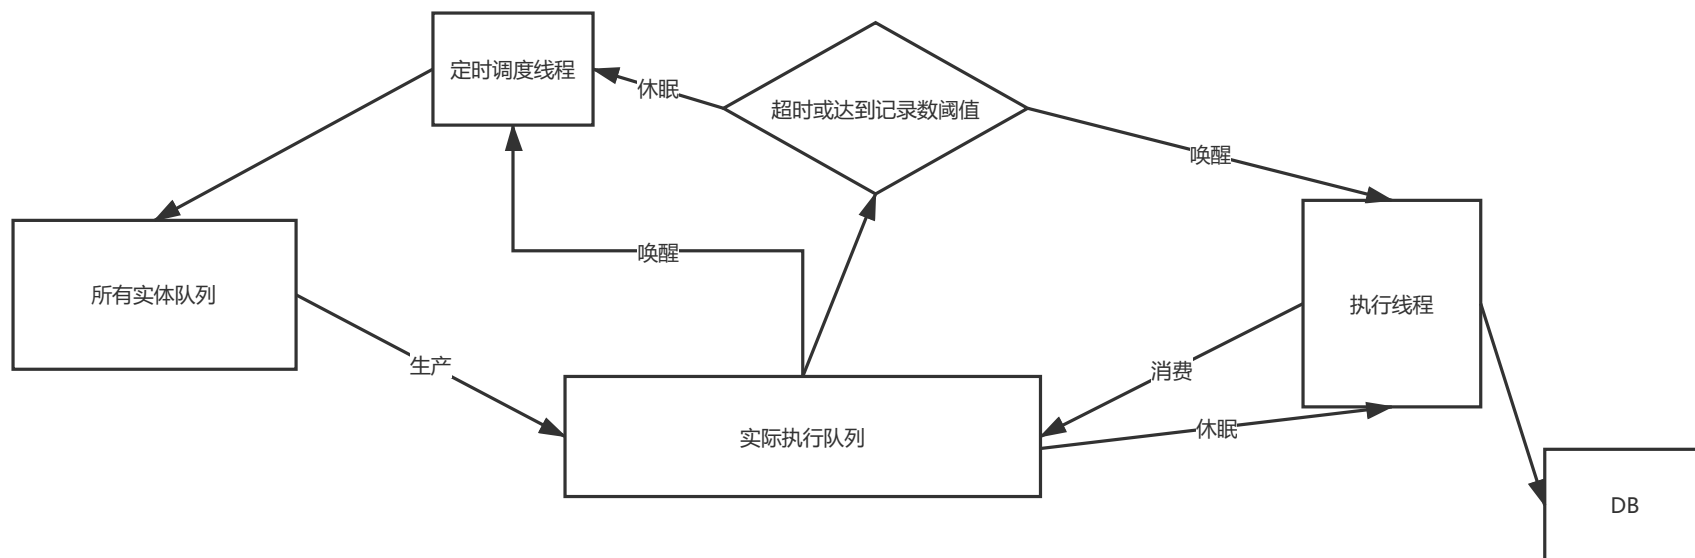 定时调度线程
休眠
超时或达到记录数阈值
唤醒
所有实体队列
唤醒
执行线程
生产
消费
实际执行队列
休眠
DB